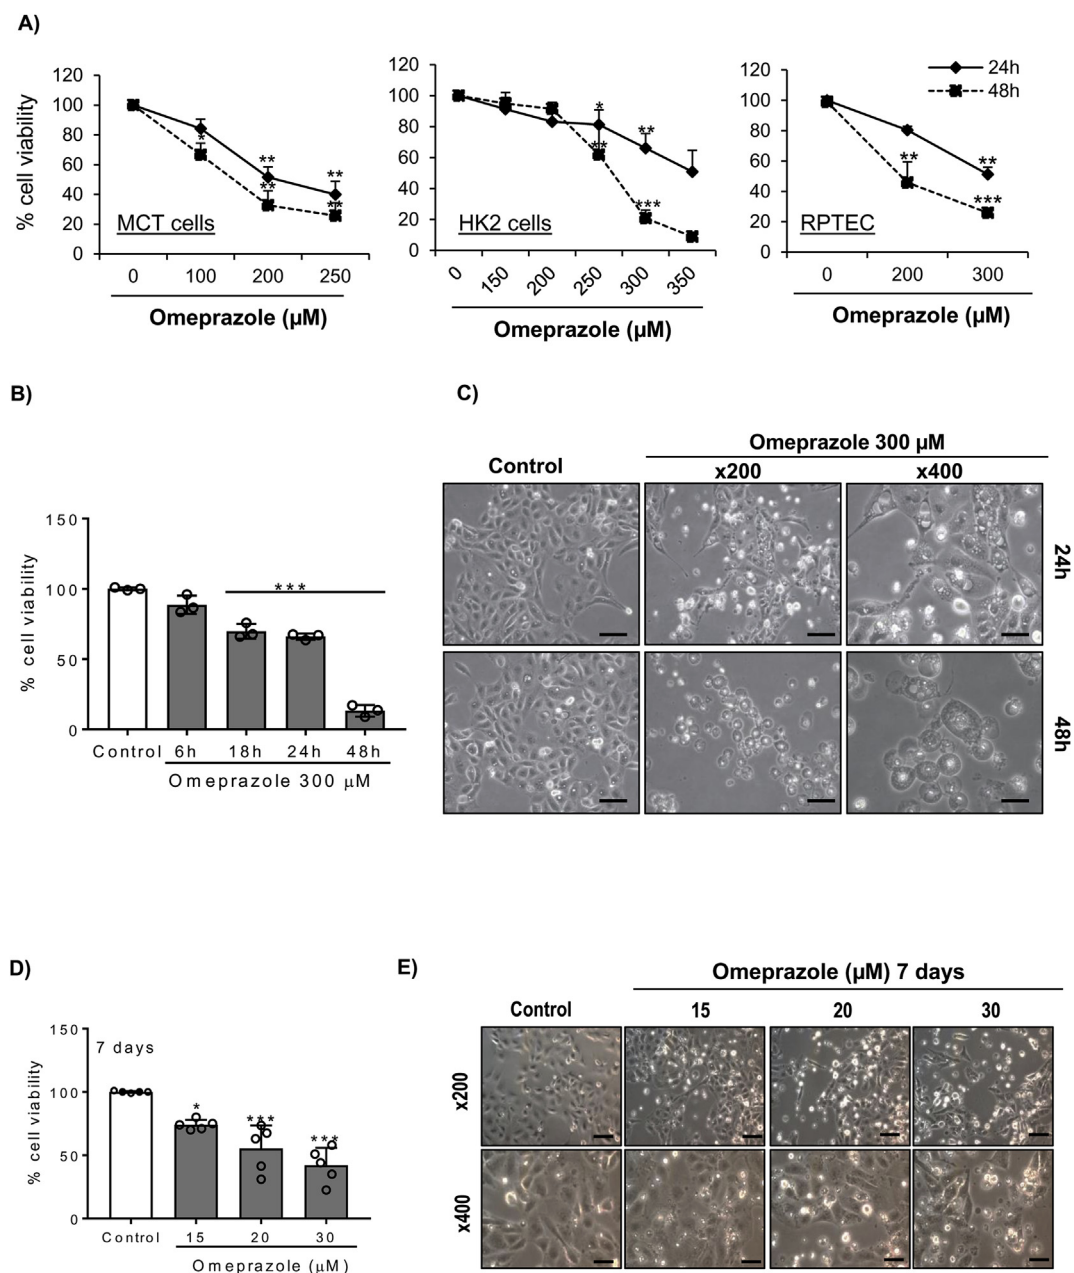 A)
24h
48h
% cell viability
120
100
80
60
40
20
0
*
**
**
**
**
MCT cells
0 100 200 250
Omeprazole (µM)
120
100
80
60
40
20
0
*
**
**
***
HK2 cells
0 150 200 250 300 350
Omeprazole (µM)
120
100
80
60
40
20
0
**
**
***
RPTEC
0 200 300
Omeprazole (µM)
B)
% cell viability
150
100
50
0
***
Control 6h 18h 24h 48h
Omeprazole 300 µM
C)
Omeprazole 300 µM
Control x200 x400
24h
48h
D)
% cell viability
150
100
50
0
7 days
*
***
***
Control 15 20 30
Omeprazole (µM)
E)
Omeprazole (µM) 7 days
Control 15 20 30
x200
x400